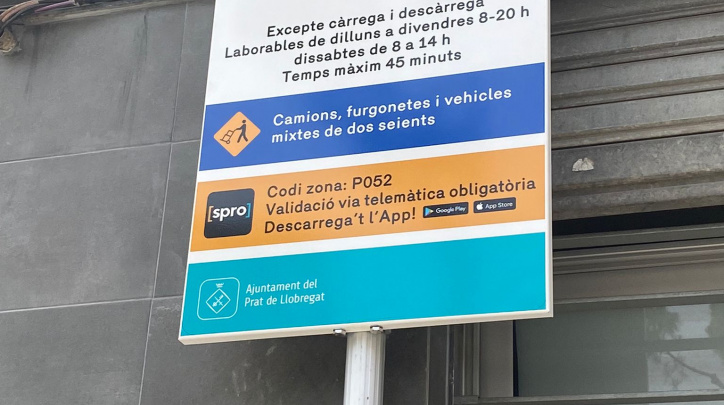 Excepte càrrega i descàrrega
Laborables de dilluns a divendres 8-20 h
dissabtes de 8 a 14 h
Temps màxim 45 minuts
Camions, furgonetes i vehicles
mixtes de dos seients
[spro]
Codi zona: P052
Validació via telemàtica obligatòria
Descarrega't l'App!
Google Play
App Store
Ajuntament del
Prat de Llobregat